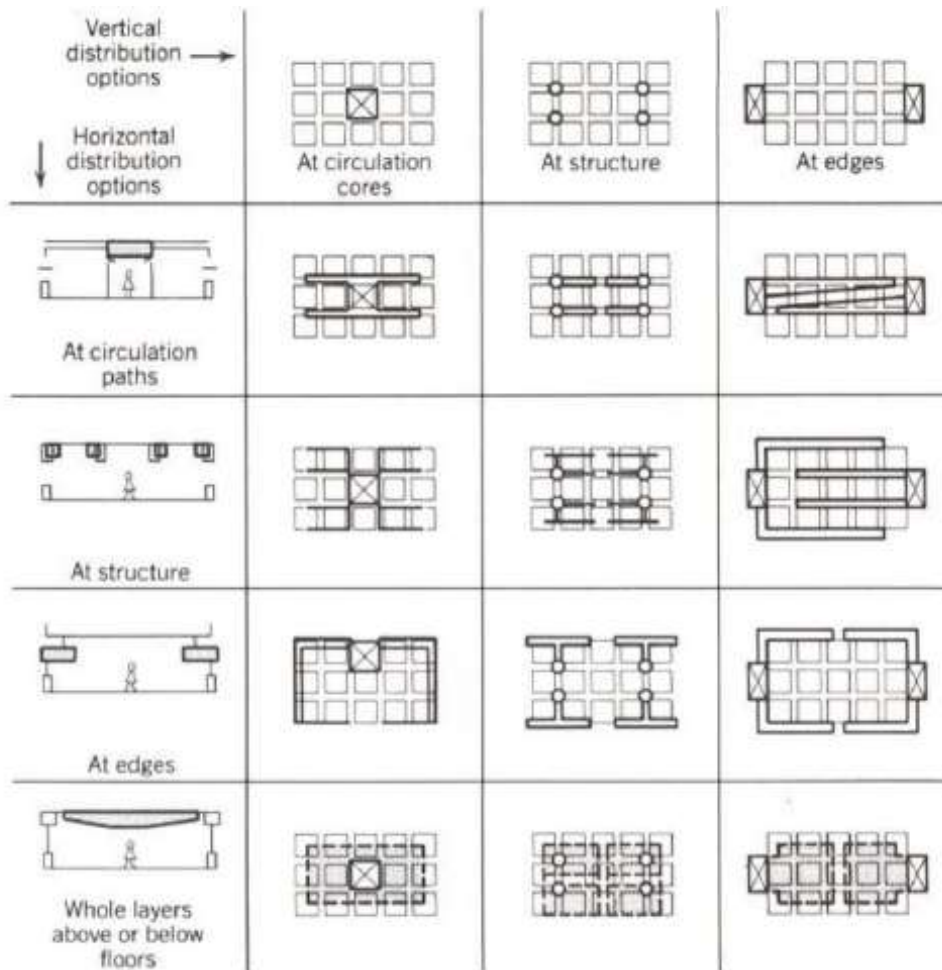 Vertical
distribution
options
Horizontal
distribution
options
At circulation
cores
At structure
At edges
At circulation
paths
At structure
At edges
Whole layers
above or below
floors